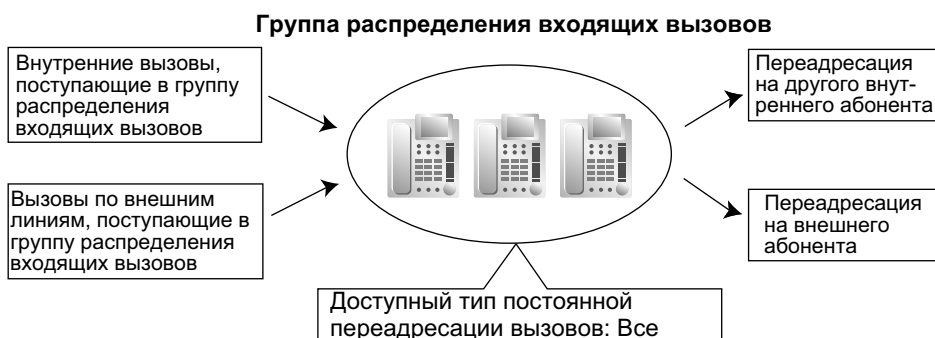 Группа распределения входящих вызовов
Внутренние вызовы,
поступающие в группу
распределения
входящих вызовов
Переадресация
на другого внут-
реннего абонента
Вызовы по внешним
линиям, поступающие в
группу распределения
входящих вызовов
Переадресация
на внешнего
абонента
Доступный тип постоянной
переадресации вызовов: Все